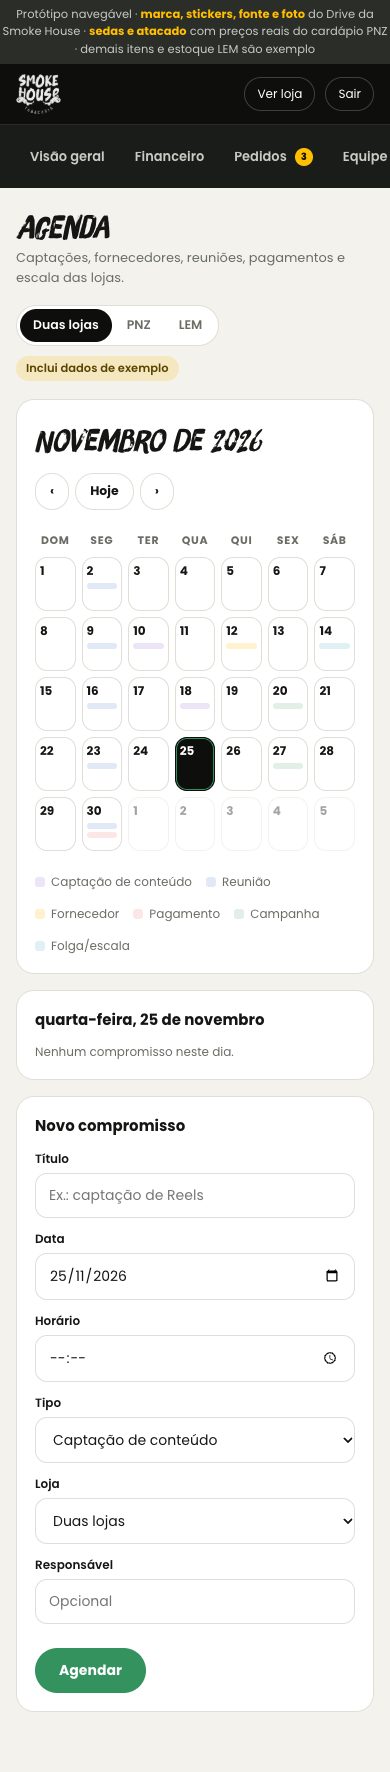 Protótipo navegável · marca, stickers, fonte e foto do Drive da
Smoke House · sedas e atacado com preços reais do cardápio PNZ
· demais itens e estoque LEM são exemplo
SMOKE
HOUSE
TABACARIA
Ver loja
Sair
Visão geral
Financeiro
Pedidos 3
Equipe
AGENDA
Captações, fornecedores, reuniões, pagamentos e
escala das lojas.
Duas lojas
PNZ
LEM
Inclui dados de exemplo
NOVEMBRO DE 2026
‹ Hoje ›
DOM SEG TER QUA QUI SEX SÁB
1 2 3 4 5 6 7
8 9 10 11 12 13 14
15 16 17 18 19 20 21
22 23 24 25 26 27 28
29 30 1 2 3 4 5
Captação de conteúdo Reunião
Fornecedor Pagamento Campanha
Folga/escala
quarta-feira, 25 de novembro
Nenhum compromisso neste dia.
Novo compromisso
Título
Ex.: captação de Reels
Data
25/11/2026
Horário
--:--
Tipo
Captação de conteúdo
Loja
Duas lojas
Responsável
Opcional
Agendar